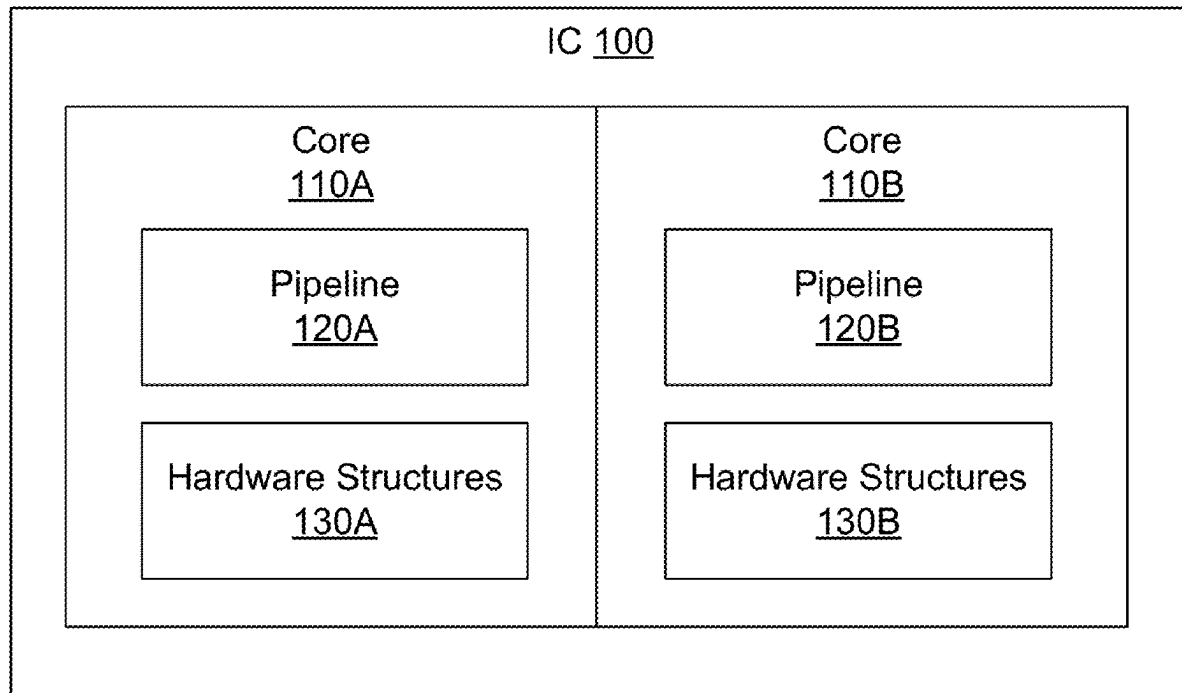 IC 100
Core
110A
Pipeline
120A
Hardware Structures
130A
Core
110B
Pipeline
120B
Hardware Structures
130B